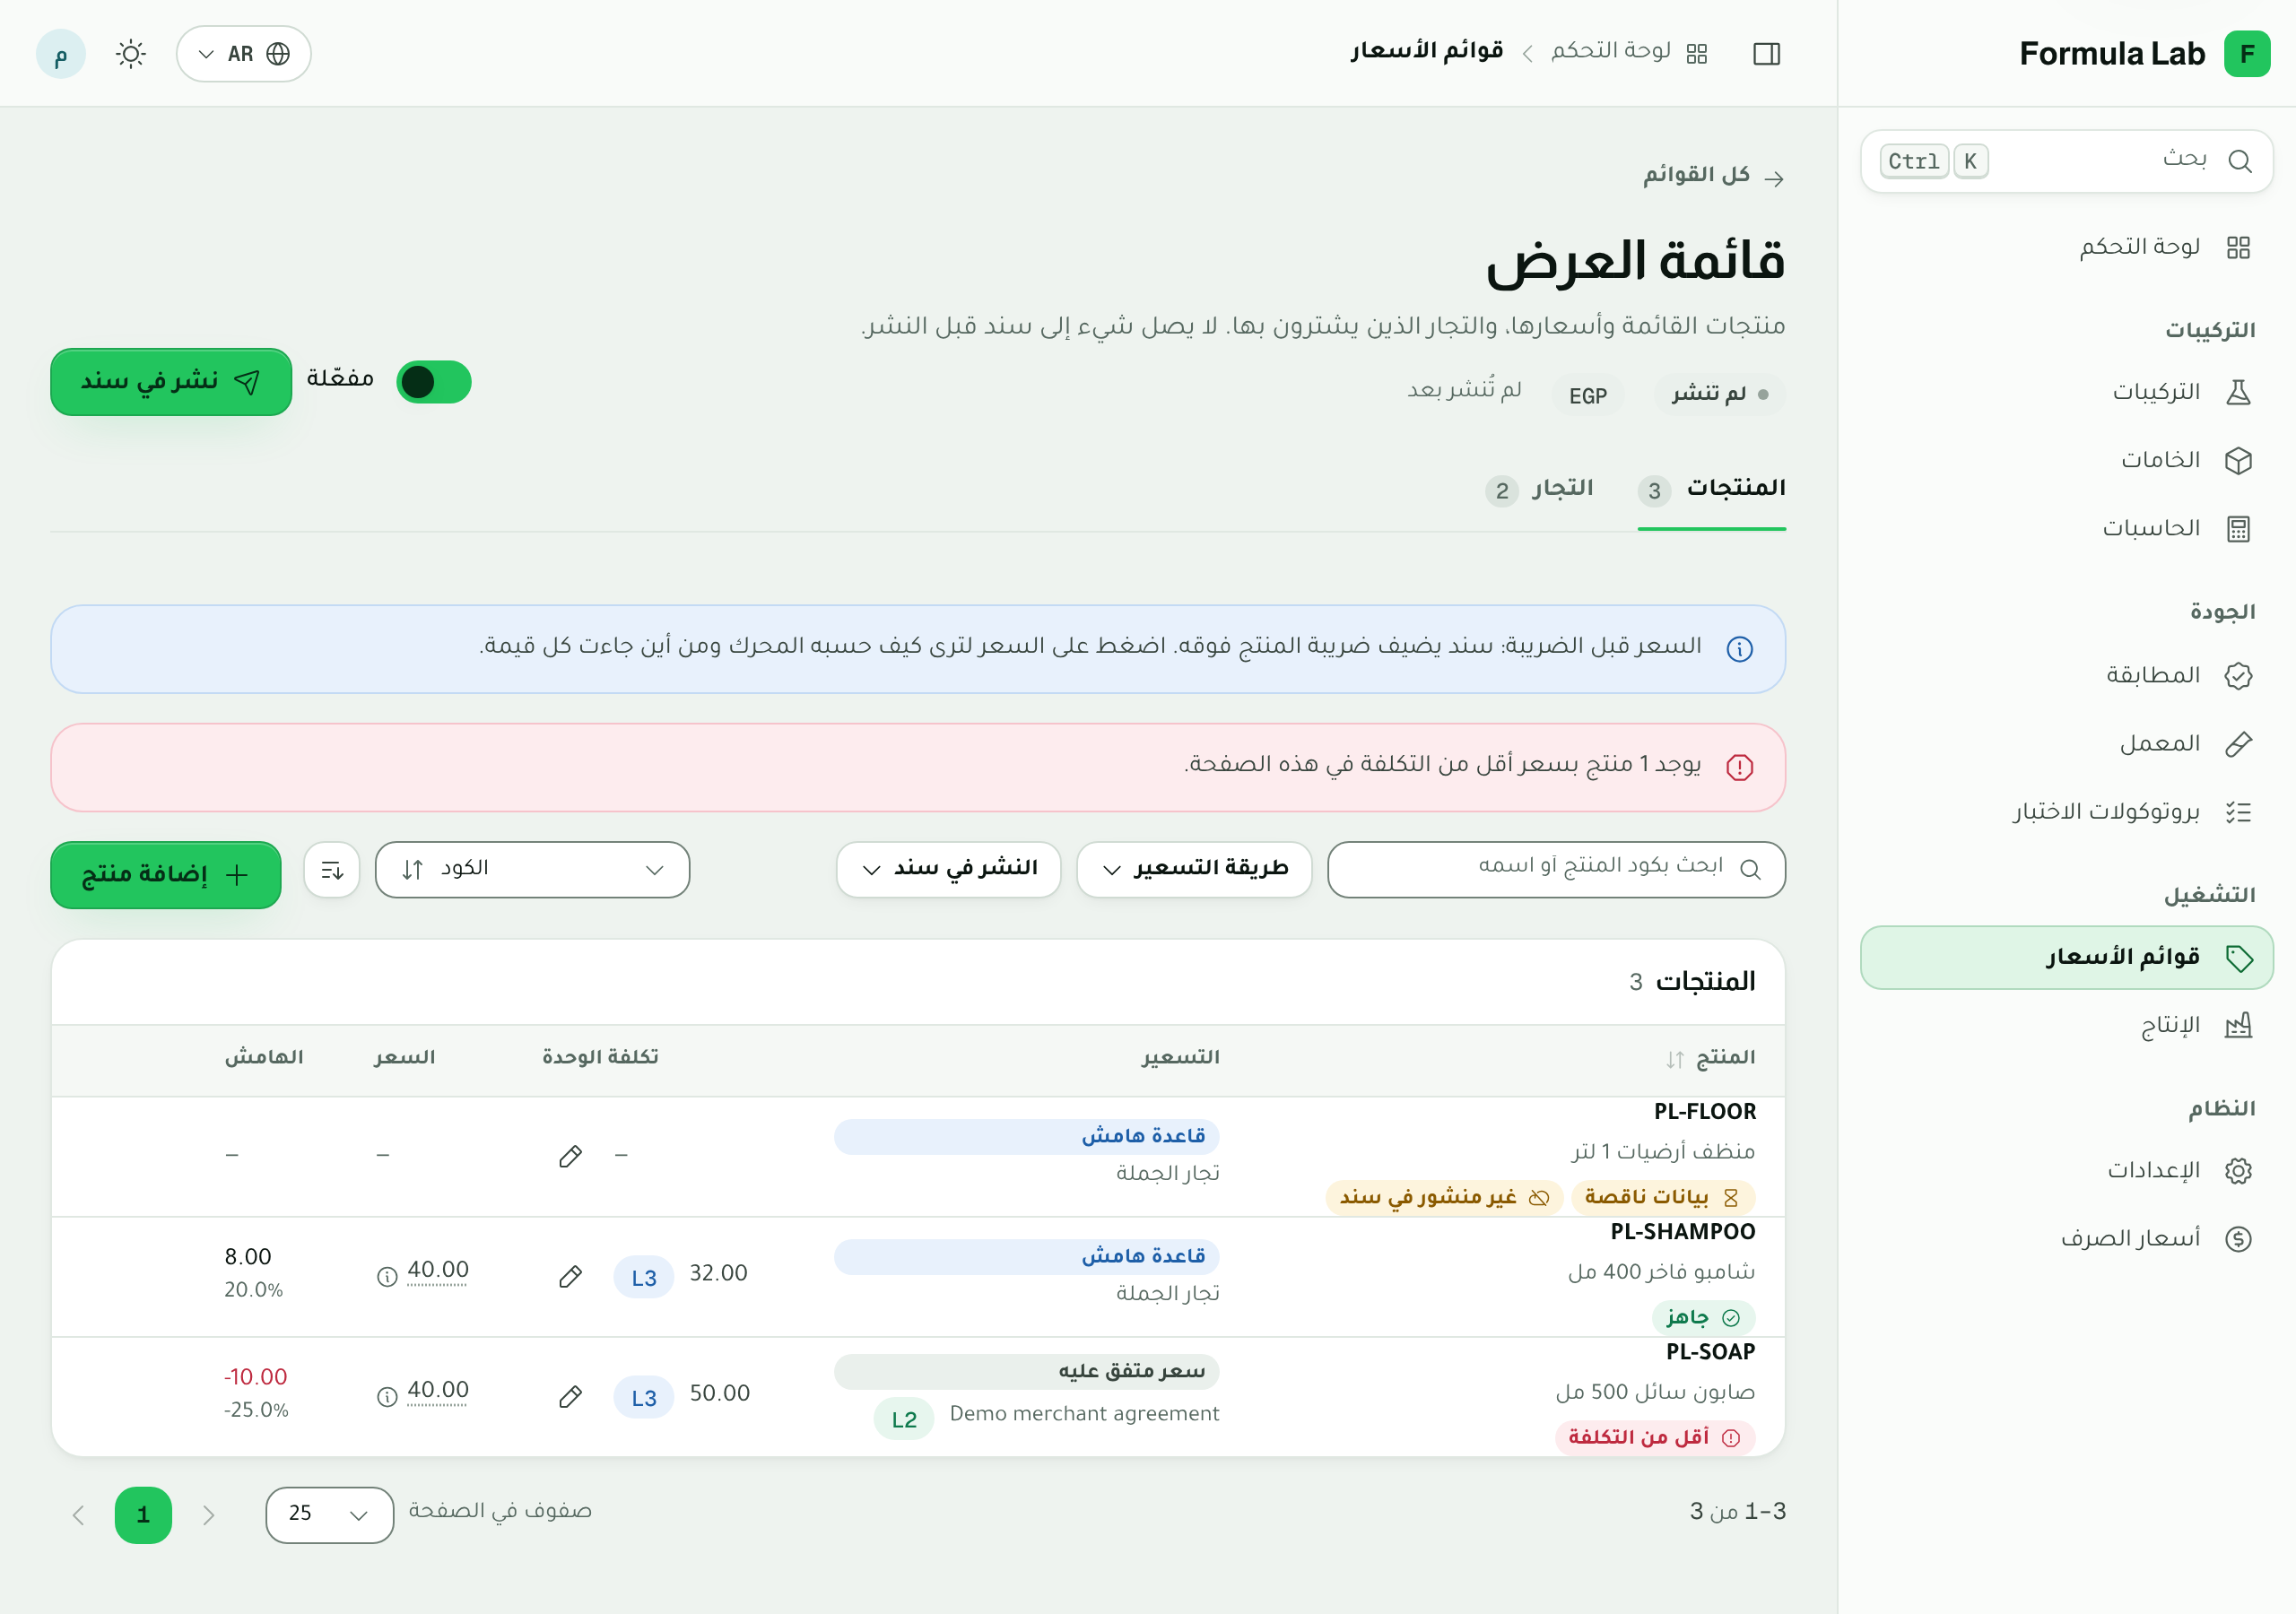 Formula Lab
F
بحث
Ctrl K
لوحة التحكم
التركيبات
التركيبات
الخامات
الحاسبات
الجودة
المطابقة
المعمل
بروتوكولات الاختبار
التشغيل
قوائم الأسعار
الإنتاج
النظام
الإعدادات
أسعار الصرف
لوحة التحكم
قوائم الأسعار
AR
م
كل القوائم
قائمة العرض
منتجات القائمة وأسعارها، والتجار الذين يشترون بها. لا يصل شيء إلى سند قبل النشر.
لم تنشر
EGP
لم تُنشر بعد
مفعّلة
نشر في سند
المنتجات 3
التجار 2
السعر قبل الضريبة: سند يضيف ضريبة المنتج فوقه. اضغط على السعر لترى كيف حسبه المحرك ومن أين جاءت كل قيمة.
يوجد 1 منتج بسعر أقل من التكلفة في هذه الصفحة.
ابحث بكود المنتج أو اسمه
طريقة التسعير
النشر في سند
الكود
إضافة منتج
المنتجات 3
المنتج التسعير تكلفة الوحدة السعر الهامش
PL-FLOOR
منظف أرضيات 1 لتر
بيانات ناقصة
غير منشور في سند
قاعدة هامش
تجار الجملة
–
–
–
PL-SHAMPOO
شامبو فاخر 400 مل
جاهز
قاعدة هامش
تجار الجملة
32.00 L3
40.00
8.00
20.0%
PL-SOAP
صابون سائل 500 مل
أقل من التكلفة
سعر متفق عليه
Demo merchant agreement L2
50.00 L3
40.00
-10.00
-25.0%
1–3 من 3
صفوف في الصفحة
25
1